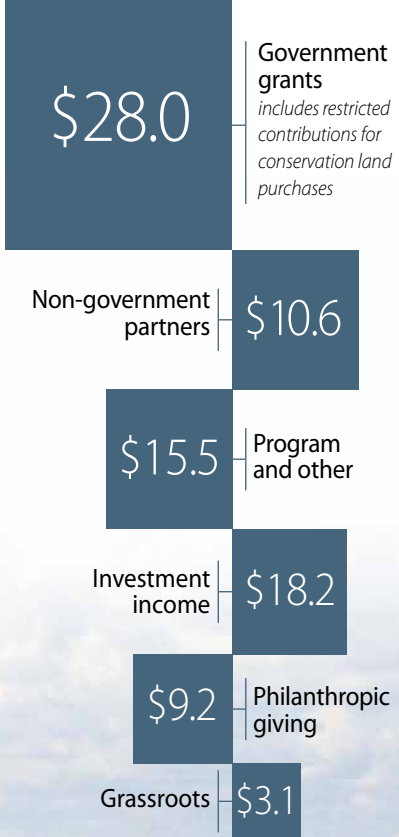 $28.0
Government
grants
includes restricted
contributions for
conservation land
purchases
Non-government
partners
$10.6
$15.5
Program
and other
Investment
income
$18.2
$9.2
Philanthropic
giving
Grassroots
$3.1